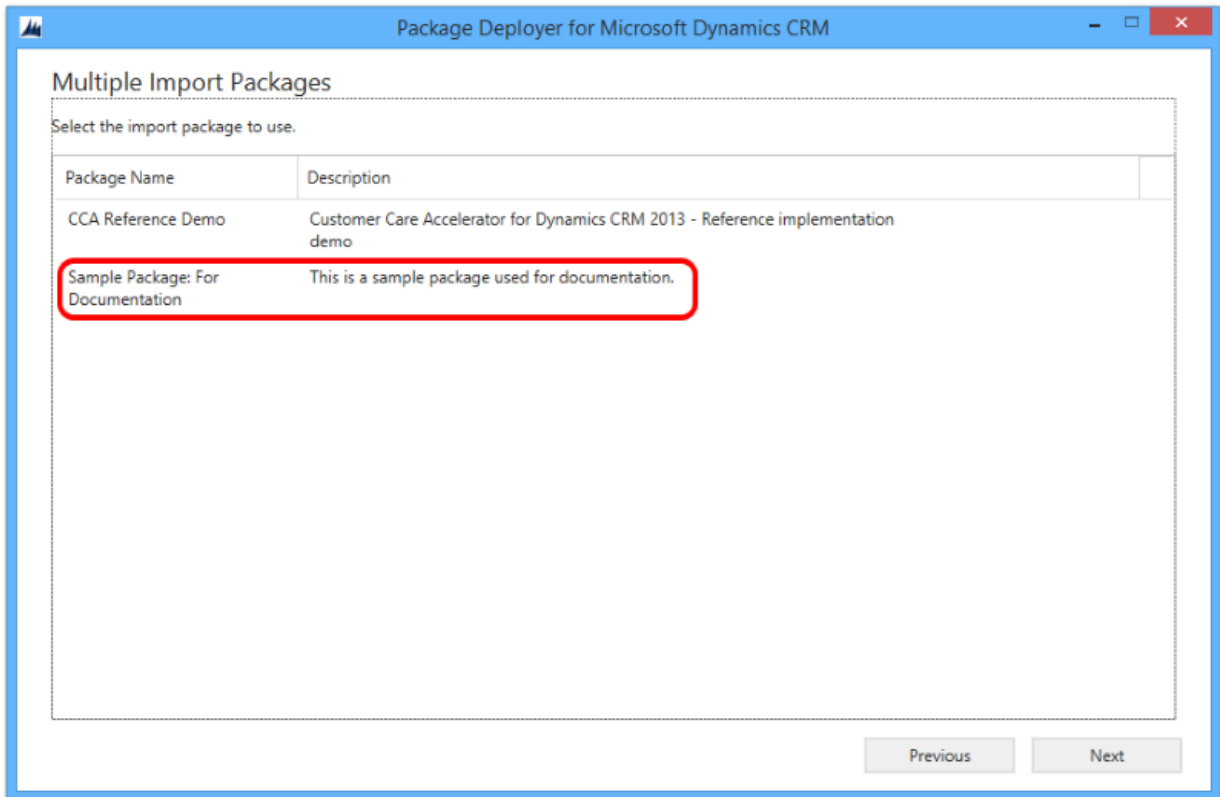 Package Deployer for Microsoft Dynamics CRM
Multiple Import Packages
Select the import package to use.
Package Name Description
CCA Reference Demo Customer Care Accelerator for Dynamics CRM 2013 - Reference implementation
demo
Sample Package: For This is a sample package used for documentation.
Documentation
Previous Next